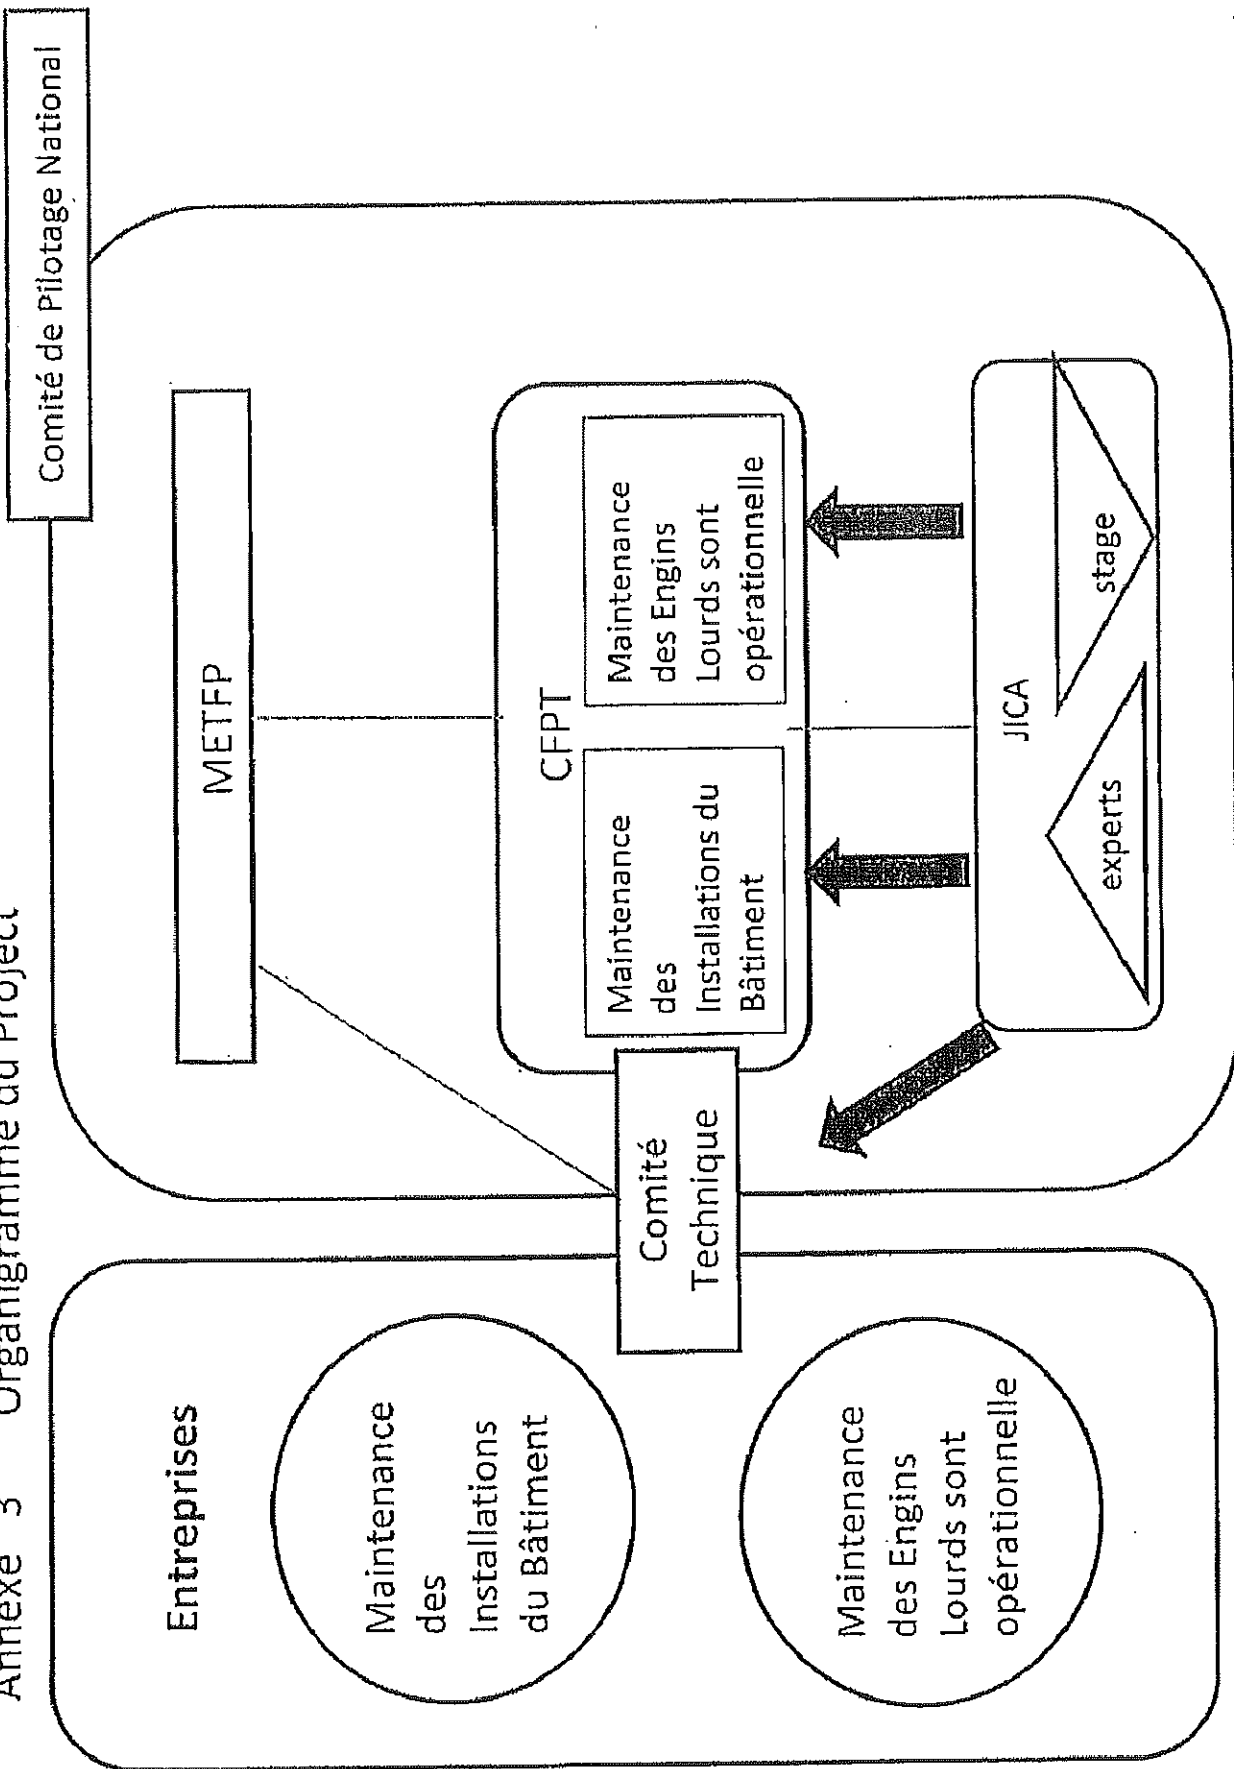 Annexe 3 Organigramme du Project
Comité de Pilotage National
Entreprises
Maintenance
des
Installations
du Bâtiment
Maintenance
des Engins
Lourds sont
opérationnelle
Comité
Technique
METFP
CFPT
Maintenance
des
Installations du
Bâtiment
Maintenance
des Engins
Lourds sont
opérationnelle
JICA
experts
stage